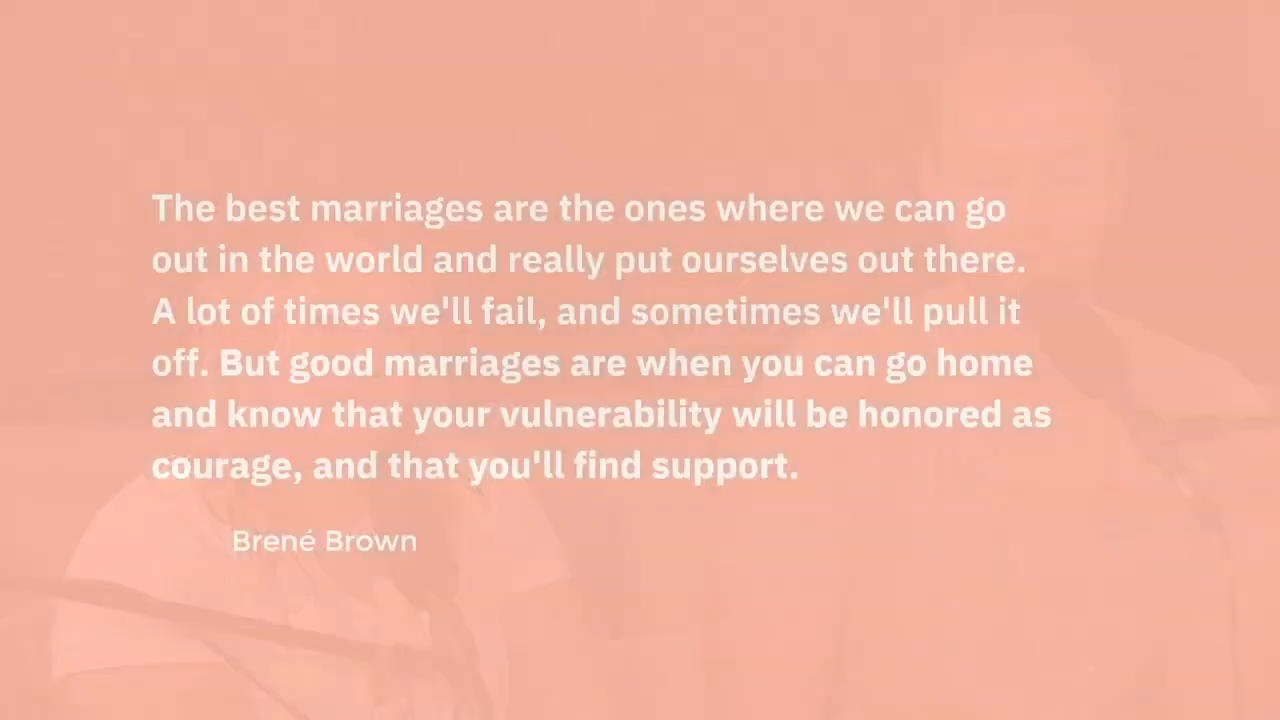 The best marriages are the ones where we can go
out in the world and really put ourselves out there.
A lot of times we'll fail, and sometimes we'll pull it
off. But good marriages are when you can go home
and know that your vulnerability will be honored as
courage, and that you'll find support.
Brené Brown